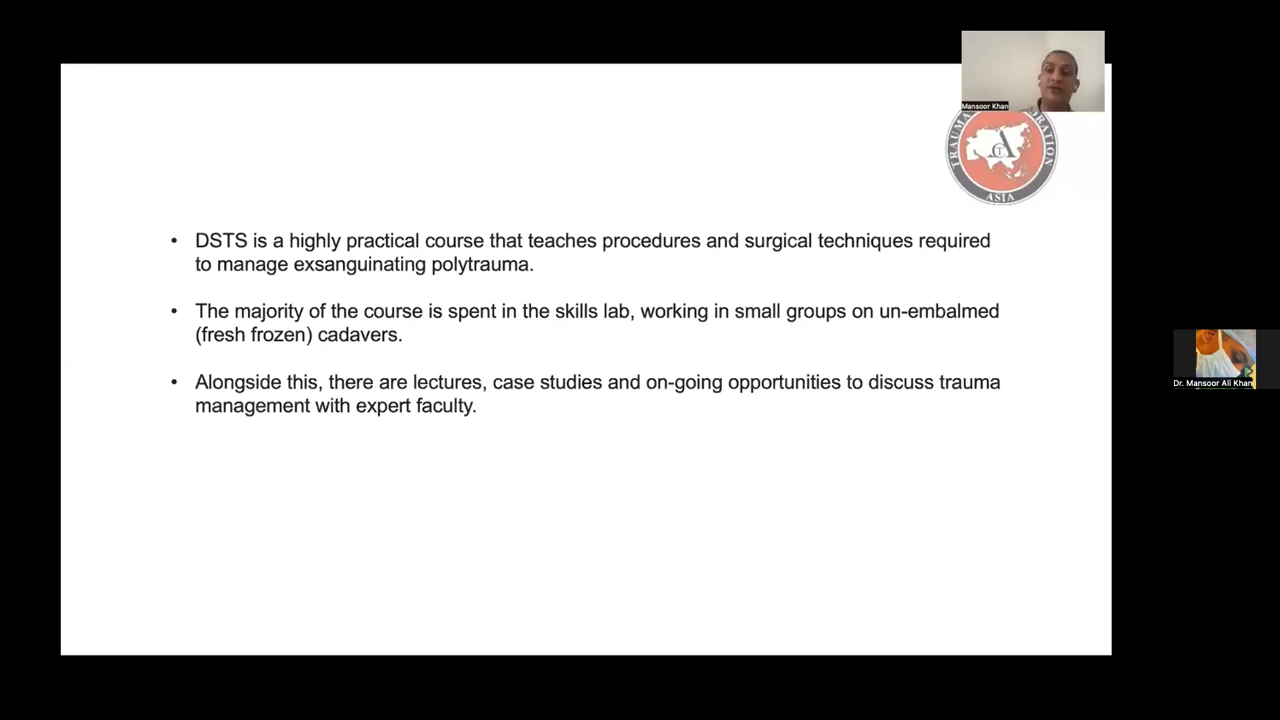 Mansoor Khan
TRAUMA
ORATION
ASIA
• DSTS is a highly practical course that teaches procedures and surgical techniques required
to manage exsanguinating polytrauma.
• The majority of the course is spent in the skills lab, working in small groups on un-embalmed
(fresh frozen) cadavers.
• Alongside this, there are lectures, case studies and on-going opportunities to discuss trauma
management with expert faculty.
Dr. Mansoor Ali Khan